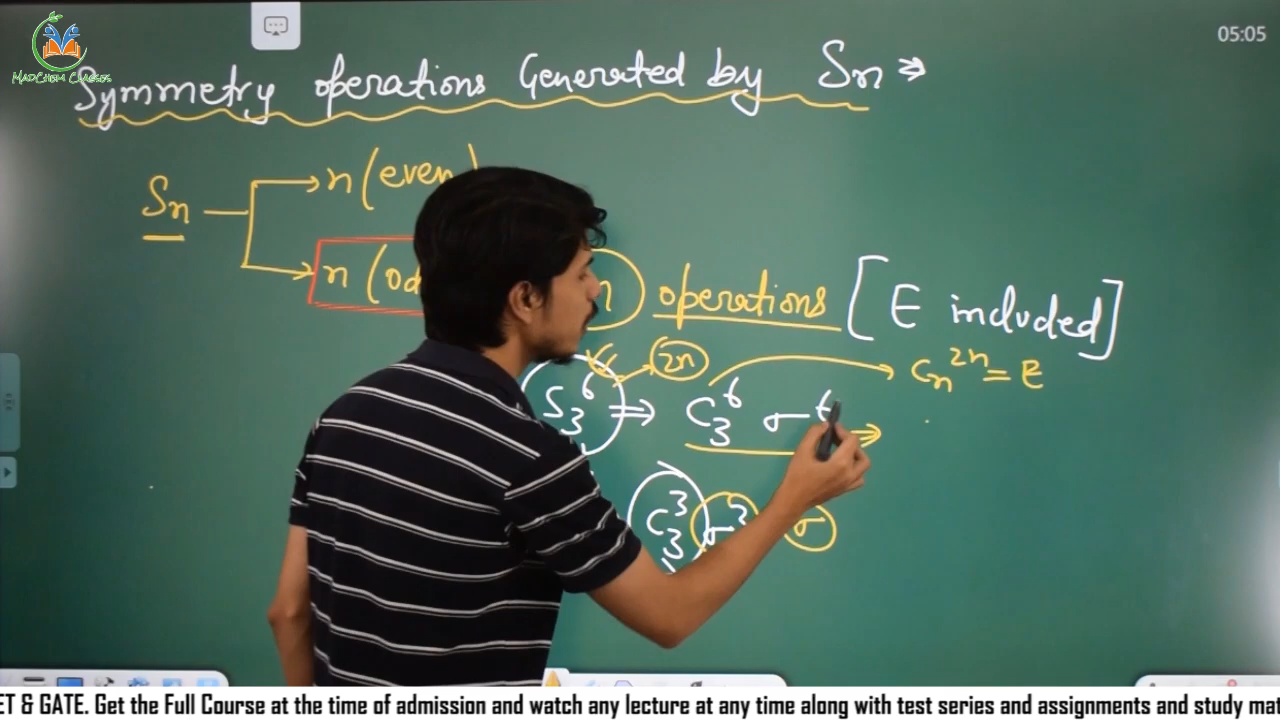 MADCHEM CLASSES
05:05
Symmetry operations Generated by Sn ⇒
Sn
n (even)
n (od
n operations [E included]
2n
Cn^2n = E
S3^6 ⇒ C3^6 σ^6 ⇒
C3^3 σ^3 σ
ET & GATE. Get the Full Course at the time of admission and watch any lecture at any time along with test series and assignments and study mat